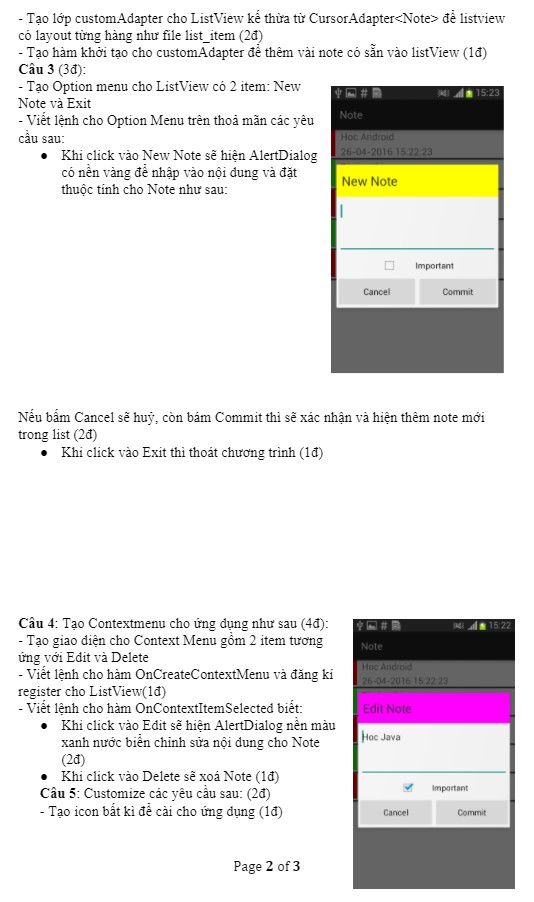 - Tạo lớp customAdapter cho ListView kế thừa từ CursorAdapter<Note> để listview
có layout từng hàng như file list_item (2đ)
- Tạo hàm khởi tạo cho customAdapter để thêm vài note có sẵn vào listView (1đ)
Câu 3 (3đ):
- Tạo Option menu cho ListView có 2 item: New
Note và Exit
- Viết lệnh cho Option Menu trên thoả mãn các yêu
cầu sau:
● Khi click vào New Note sẽ hiện AlertDialog
có nền vàng để nhập vào nội dung và đặt
thuộc tính cho Note như sau:
15:23
Note
Hoc Android
26-04-2016 15:22:23
New Note
Important
Cancel Commit
Nếu bấm Cancel sẽ huỷ, còn bám Commit thì sẽ xác nhận và hiện thêm note mới
trong list (2đ)
● Khi click vào Exit thì thoát chương trình (1đ)
Câu 4: Tạo Contextmenu cho ứng dụng như sau (4đ):
- Tạo giao diện cho Context Menu gồm 2 item tương
ứng với Edit và Delete
- Viết lệnh cho hàm OnCreateContextMenu và đăng kí
register cho ListView(1đ)
- Viết lệnh cho hàm OnContextItemSelected biết:
● Khi click vào Edit sẽ hiện AlertDialog nền màu
xanh nước biển chỉnh sửa nội dung cho Note
(2đ)
● Khi click vào Delete sẽ xoá Note (1đ)
Câu 5: Customize các yêu cầu sau: (2đ)
- Tạo icon bất kì để cài cho ứng dụng (1đ)
15:22
Note
Hoc Android
26-04-2016 15:22:23
Edit Note
Hoc Java
Important
Cancel Commit
Page 2 of 3